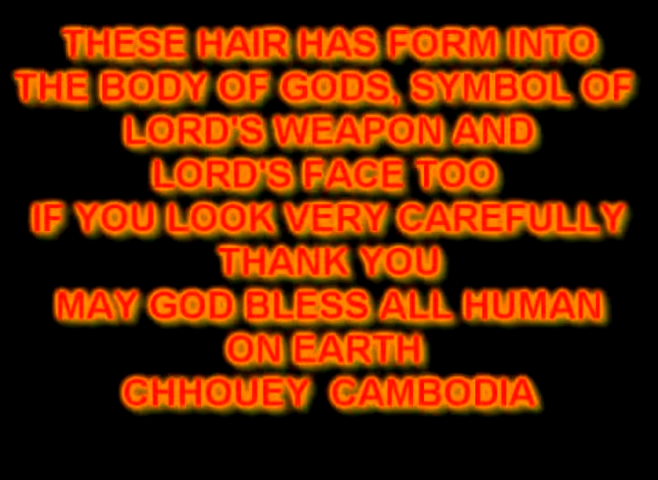 THESE HAIR HAS FORM INTO
THE BODY OF GODS, SYMBOL OF
LORD'S WEAPON AND
LORD'S FACE TOO
IF YOU LOOK VERY CAREFULLY
THANK YOU
MAY GOD BLESS ALL HUMAN
ON EARTH
CHHOUEY CAMBODIA